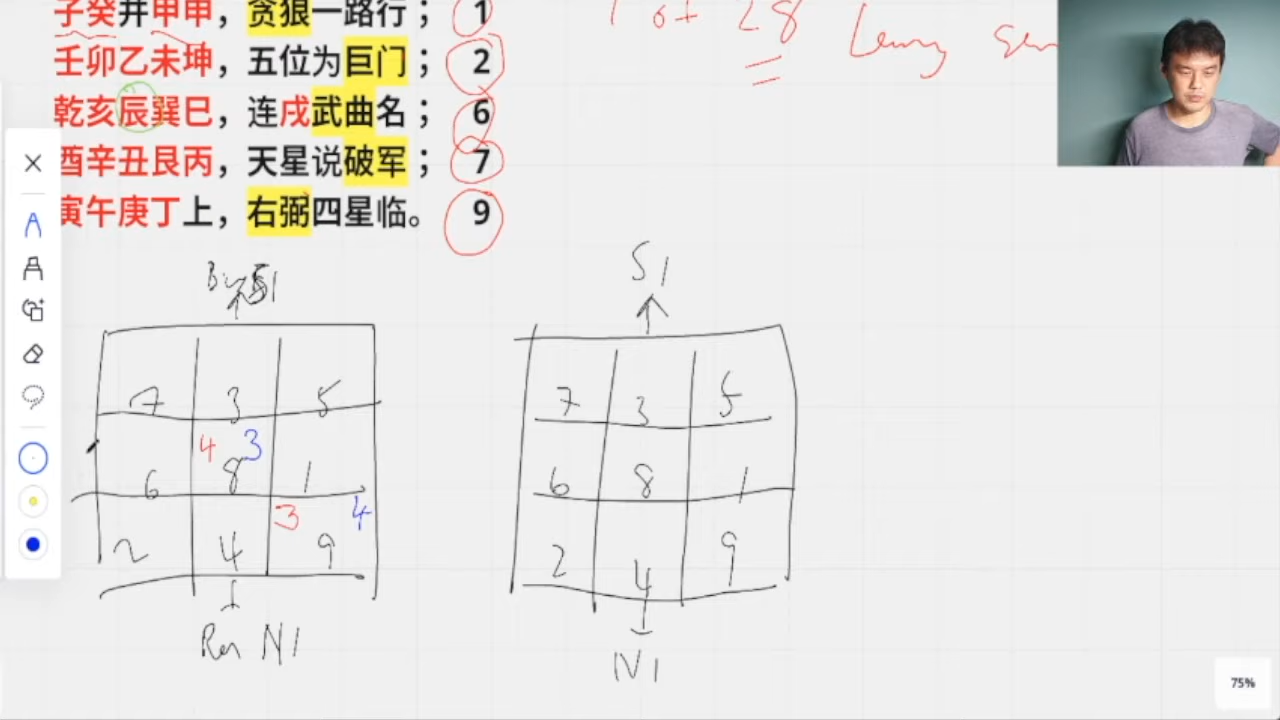 子癸并甲申，贪狼一路行； 1
1 of 28
壬卯乙未坤，五位为巨门； 2
乾亥辰巽巳，连戌武曲名； 6
酉辛丑艮丙，天星说破军； 7
寅午庚丁上，右弼四星临。 9
S1
7 3 5
4 3
6 8 1
3 4
2 4 9
Ren N1
7 3 5
6 8 1
2 4 9
N1
75%